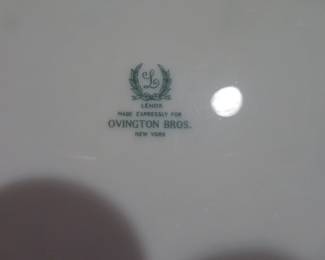 L
LENOX
MADE EXPRESSLY FOR
OVINGTON BROS.
NEW YORK